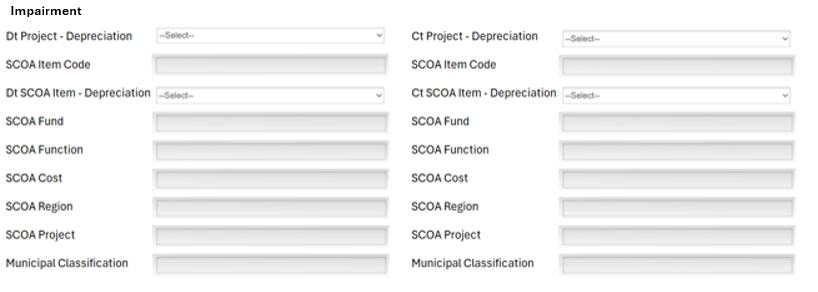 Impairment
Dt Project - Depreciation --Select-- Ct Project - Depreciation --Select--
SCOA Item Code SCOA Item Code
Dt SCOA Item - Depreciation --Select-- Ct SCOA Item - Depreciation --Select--
SCOA Fund SCOA Fund
SCOA Function SCOA Function
SCOA Cost SCOA Cost
SCOA Region SCOA Region
SCOA Project SCOA Project
Municipal Classification Municipal Classification